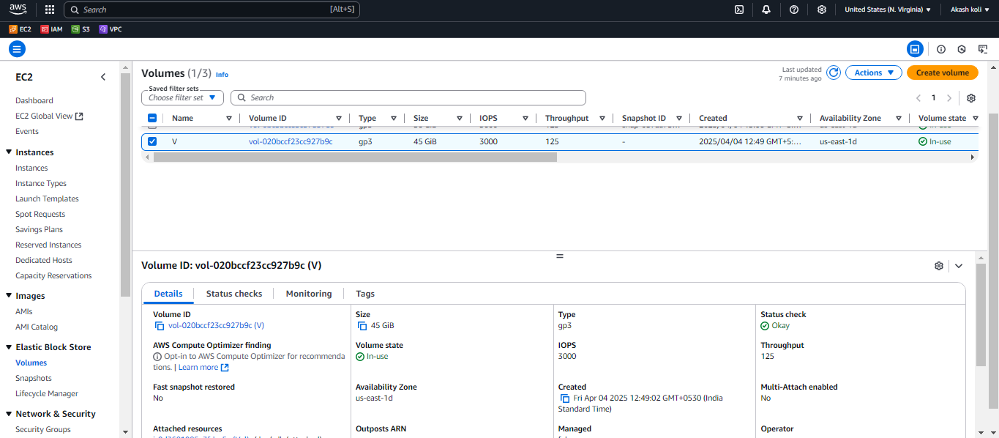 aws Search [Alt+S] United States (N. Virginia) ▼ Akash koli ▼
EC2 IAM S3 VPC
EC2
Dashboard
EC2 Global View
Events
Instances
Instances
Instance Types
Launch Templates
Spot Requests
Savings Plans
Reserved Instances
Dedicated Hosts
Capacity Reservations
Images
AMIs
AMI Catalog
Elastic Block Store
Volumes
Snapshots
Lifecycle Manager
Network & Security
Security Groups
Volumes (1/3) Info
Last updated
7 minutes ago
Actions ▼
Create volume
Saved filter sets
Choose filter set
Search
1
Name Volume ID Type Size IOPS Throughput Snapshot ID Created Availability Zone Volume state
V vol-020bccf23cc927b9c gp3 45 GiB 3000 125 - 2025/04/04 12:49 GMT+5:... us-east-1d In-use
Volume ID: vol-020bccf23cc927b9c (V)
Details Status checks Monitoring Tags
Volume ID
vol-020bccf23cc927b9c (V)
AWS Compute Optimizer finding
Opt-in to AWS Compute Optimizer for recommenda
tions. | Learn more
Fast snapshot restored
No
Attached resources
Size
45 GiB
Volume state
In-use
Availability Zone
us-east-1d
Outposts ARN
Type
gp3
IOPS
3000
Created
Fri Apr 04 2025 12:49:02 GMT+0530 (India
Standard Time)
Managed
Status check
Okay
Throughput
125
Multi-Attach enabled
No
Operator